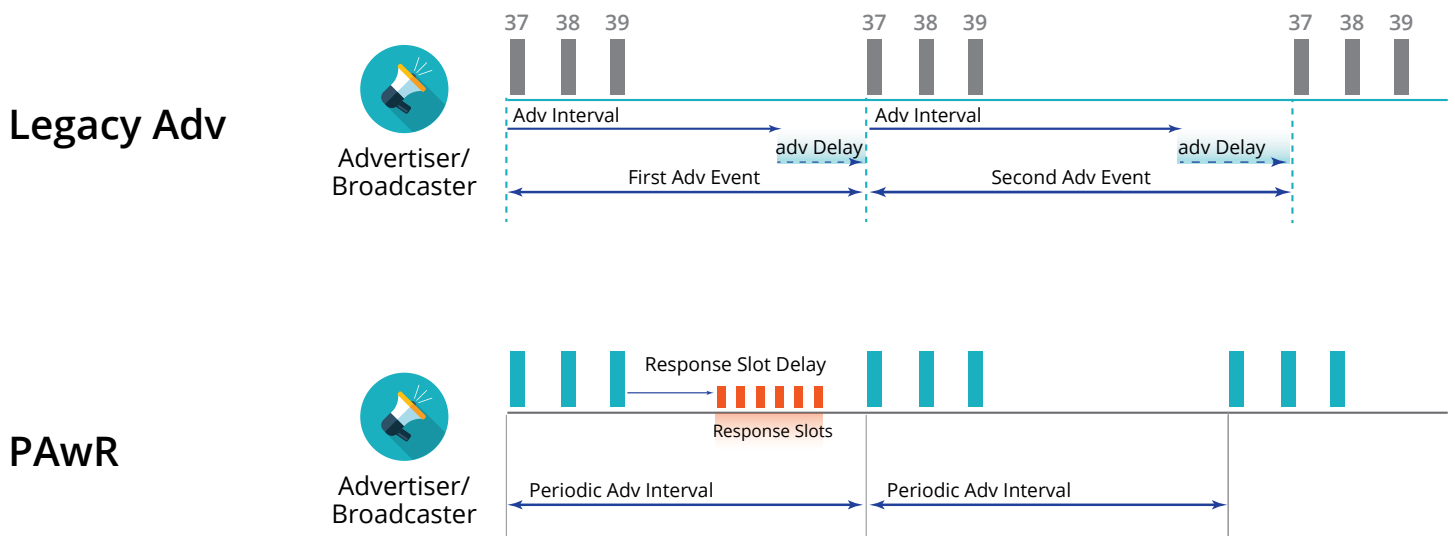 37 38 39 37 38 39 37 38 39
Legacy Adv
Advertiser/
Broadcaster
Adv Interval Adv Interval
adv Delay adv Delay
First Adv Event Second Adv Event
PAwR
Advertiser/
Broadcaster
Response Slot Delay
Response Slots
Periodic Adv Interval Periodic Adv Interval